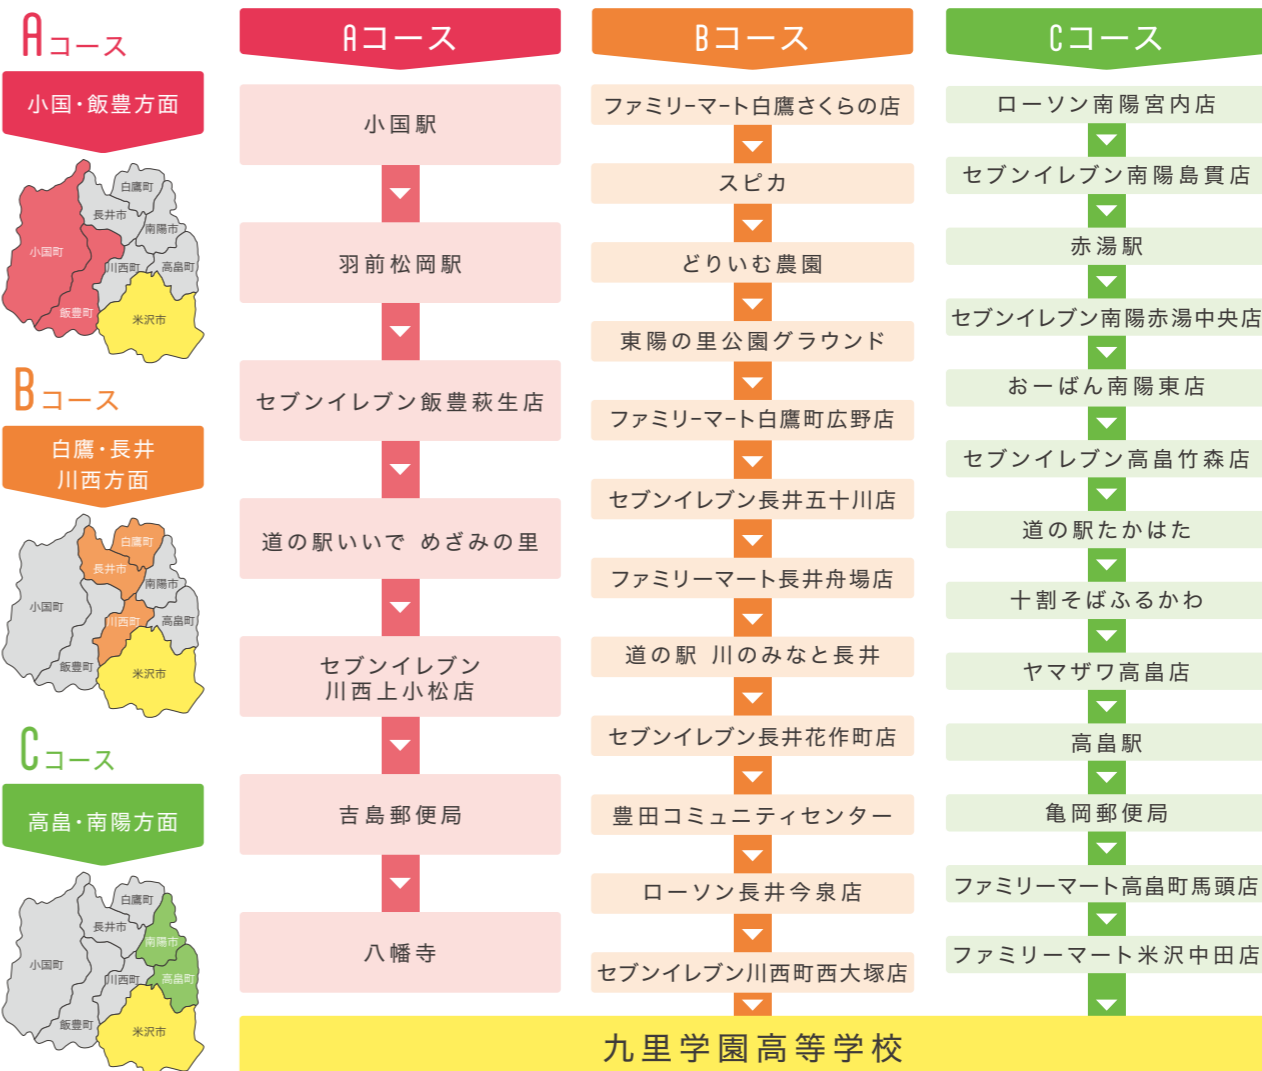 Aコース
小国・飯豊方面
白鷹町
長井市
南陽市
小国町
川西町
高畠町
飯豊町
米沢市
Bコース
白鷹・長井
川西方面
白鷹町
長井市
南陽市
小国町
川西町
高畠町
飯豊町
米沢市
Cコース
高畠・南陽方面
白鷹町
長井市
南陽市
小国町
川西町
高畠町
飯豊町
米沢市
Aコース
小国駅
羽前松岡駅
セブンイレブン飯豊萩生店
道の駅いいで めざみの里
セブンイレブン
川西上小松店
吉島郵便局
八幡寺
Bコース
ファミリーマート白鷹さくらの店
スピカ
どりいむ農園
東陽の里公園グラウンド
ファミリーマート白鷹町広野店
セブンイレブン長井五十川店
ファミリーマート長井舟場店
道の駅 川のみなと長井
セブンイレブン長井花作町店
豊田コミュニティセンター
ローソン長井今泉店
セブンイレブン川西町西大塚店
Cコース
ローソン南陽宮内店
セブンイレブン南陽島貫店
赤湯駅
セブンイレブン南陽赤湯中央店
おーばん南陽東店
セブンイレブン高畠竹森店
道の駅たかはた
十割そばふるかわ
ヤマザワ高畠店
高畠駅
亀岡郵便局
ファミリーマート高畠町馬頭店
ファミリーマート米沢中田店
九里学園高等学校